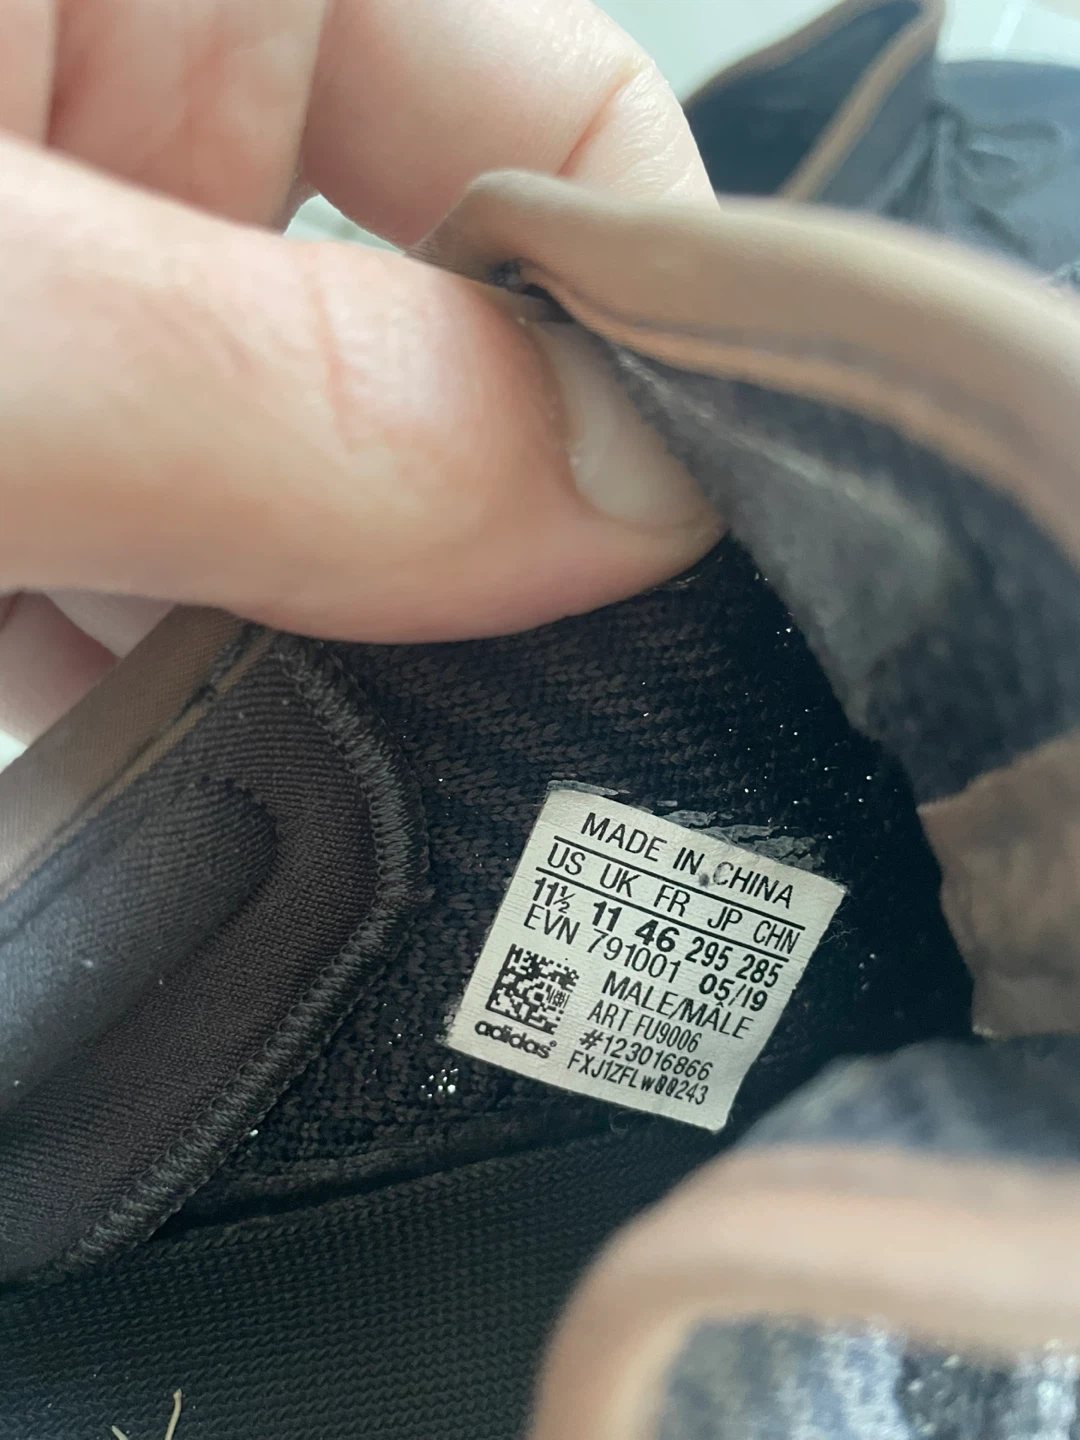 MADE IN CHINA
US UK FR JP CHN
11½ 11 46 295 285
EVN 791001 05/19
MALE/MÂLE
ART FU9006
#123016866
FXJ1ZFLW00243
adidas®